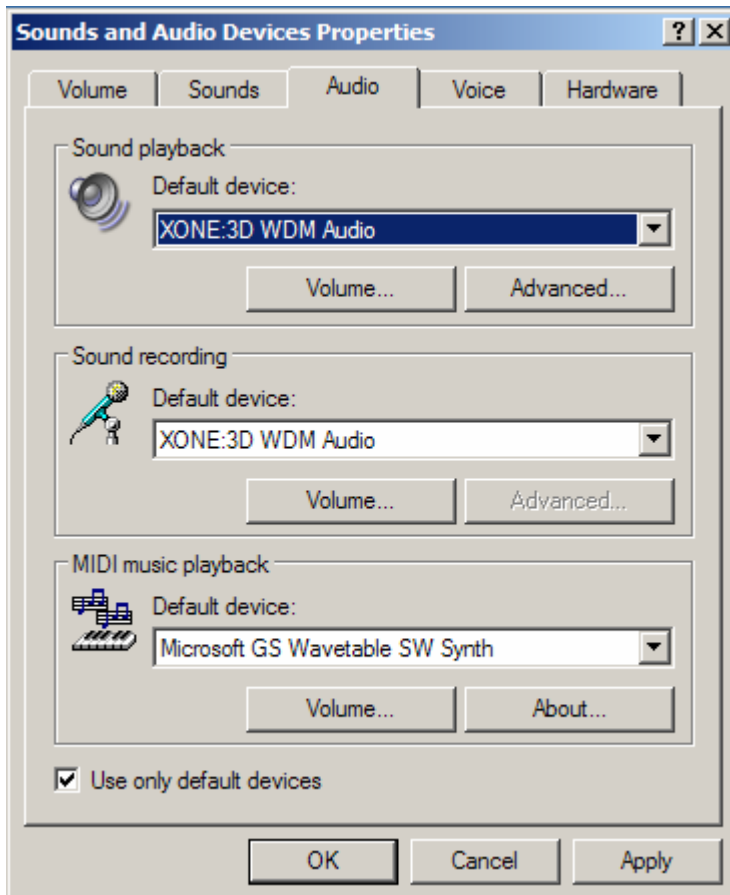 Sounds and Audio Devices Properties
Volume Sounds Audio Voice Hardware
Sound playback
Default device:
XONE:3D WDM Audio
Volume... Advanced...
Sound recording
Default device:
XONE:3D WDM Audio
Volume... Advanced...
MIDI music playback
Default device:
Microsoft GS Wavetable SW Synth
Volume... About...
Use only default devices
OK Cancel Apply